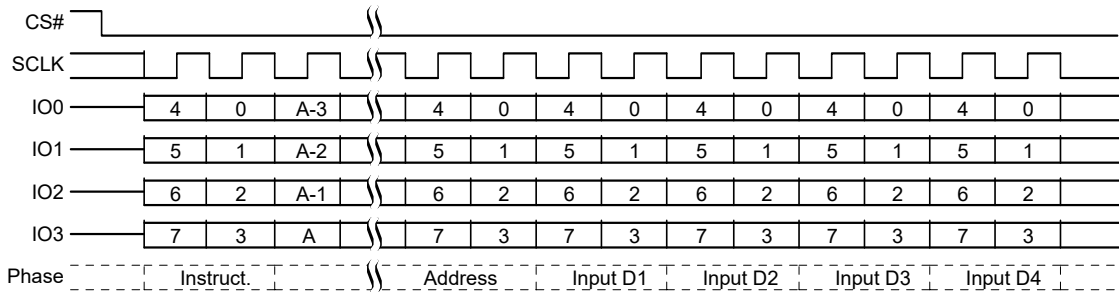 CS#
SCLK
IO0 4 0 A-3 4 0 4 0 4 0 4 0 4 0
IO1 5 1 A-2 5 1 5 1 5 1 5 1 5 1
IO2 6 2 A-1 6 2 6 2 6 2 6 2 6 2
IO3 7 3 A 7 3 7 3 7 3 7 3 7 3
Phase Instruct. Address Input D1 Input D2 Input D3 Input D4